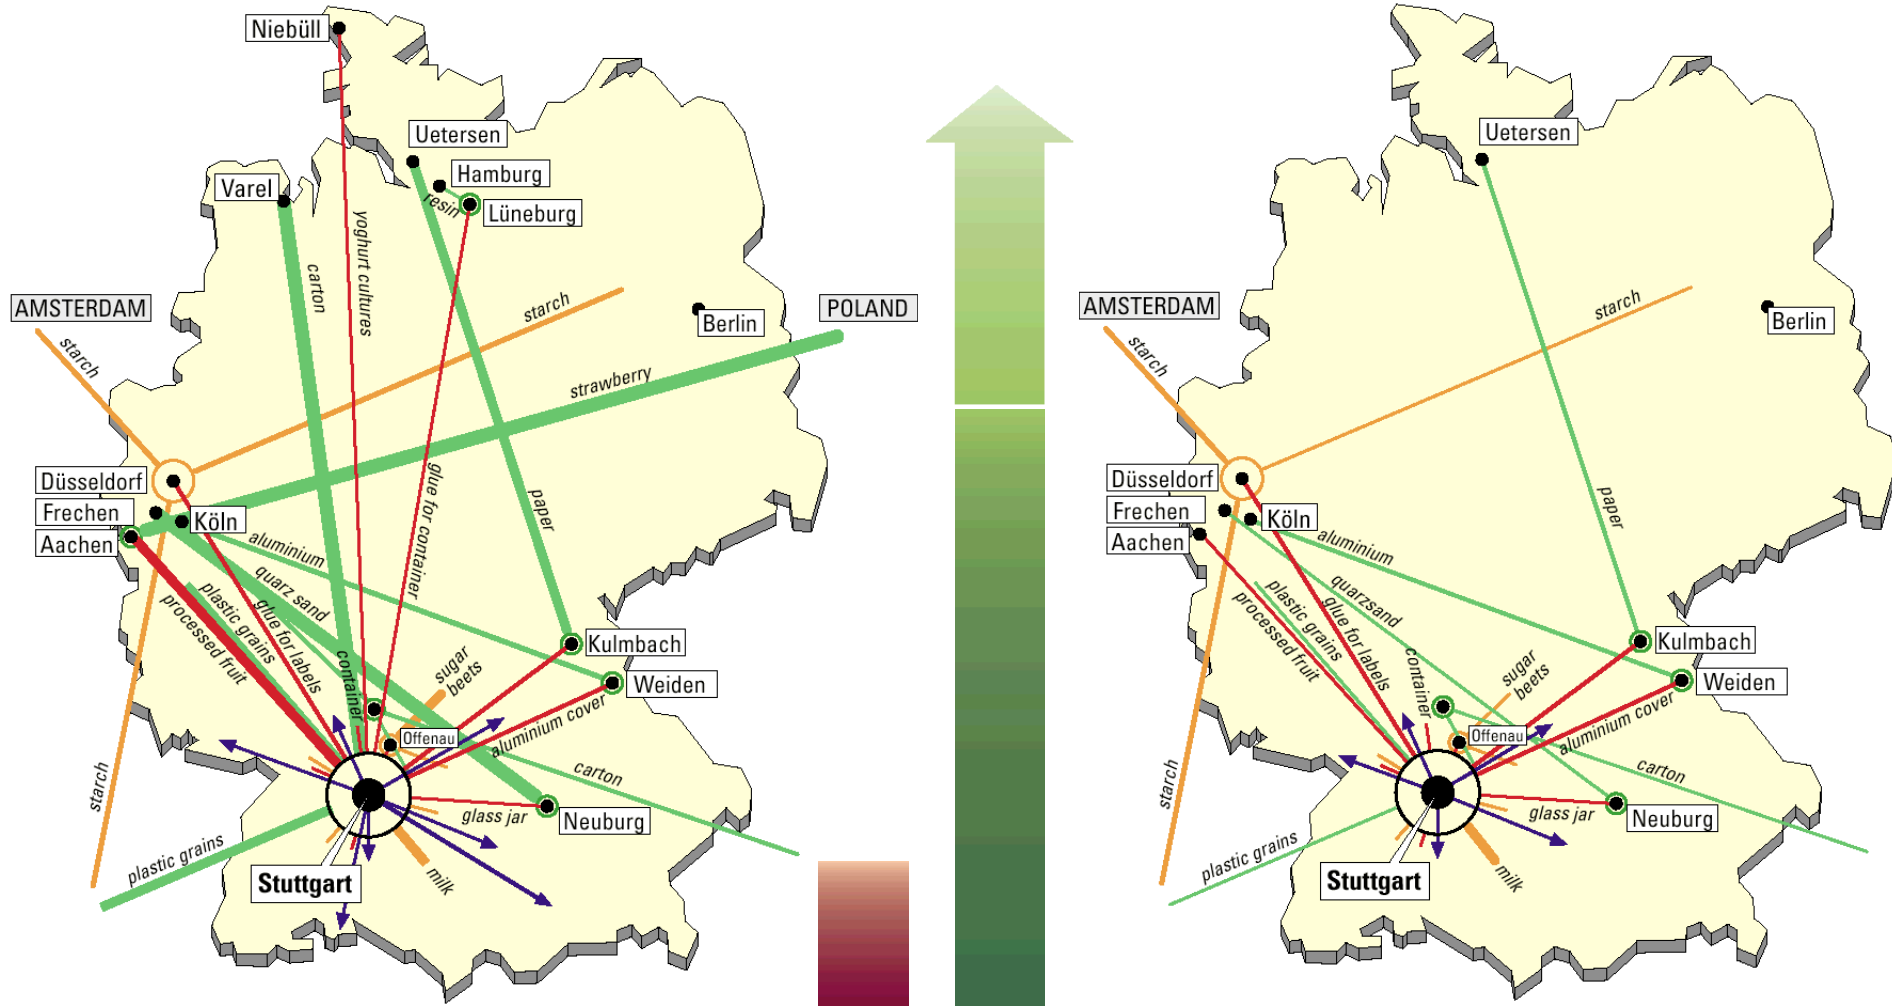 Niebüll
Uetersen
Hamburg
resin
Varel
Lüneburg
yoghurt cultures
carton
AMSTERDAM
starch
starch
POLAND
Berlin
strawberry
glue for container
paper
Düsseldorf
Frechen
Köln
Aachen
aluminium
quarz sand
plastic grains
glue for labels
processed fruit
container
Kulmbach
sugar
beets
Weiden
Offenau
aluminium cover
starch
carton
glass jar
Neuburg
plastic grains
Stuttgart
milk
Uetersen
AMSTERDAM
starch
starch
Berlin
Düsseldorf
Frechen
Köln
Aachen
paper
aluminium
quarzsand
plastic grains
glue for labels
processed fruit
container
Kulmbach
sugar
beets
Weiden
Offenau
aluminium cover
starch
carton
glass jar
Neuburg
plastic grains
Stuttgart
milk